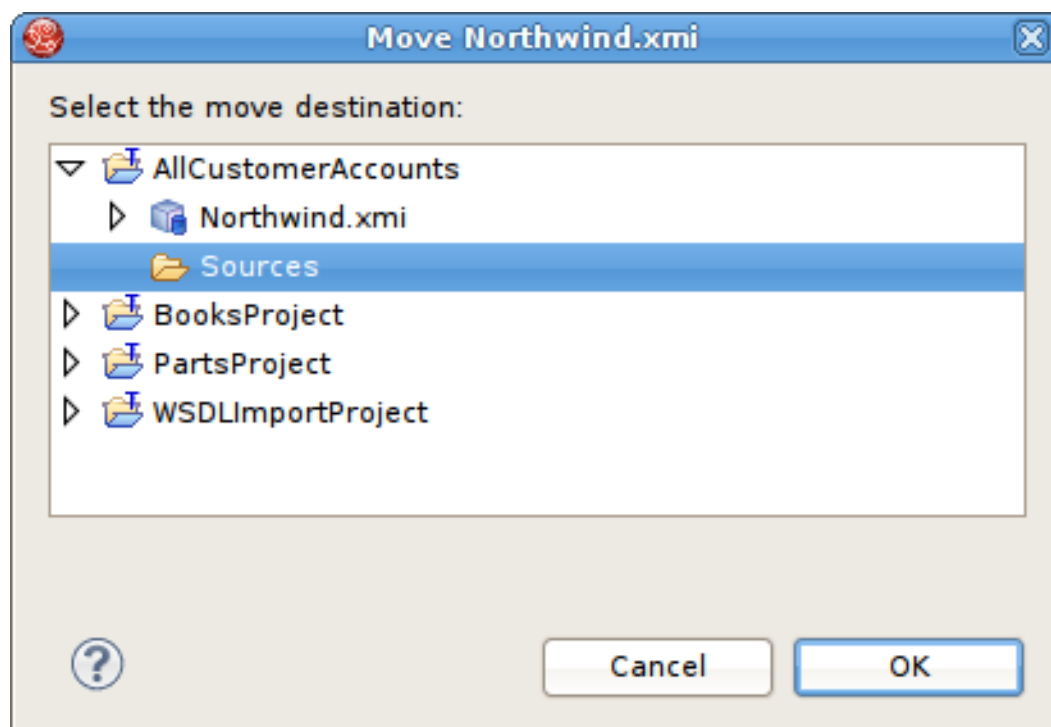 Move Northwind.xmi
Select the move destination:
AllCustomerAccounts
Northwind.xmi
Sources
BooksProject
PartsProject
WSDLImportProject
?
Cancel
OK